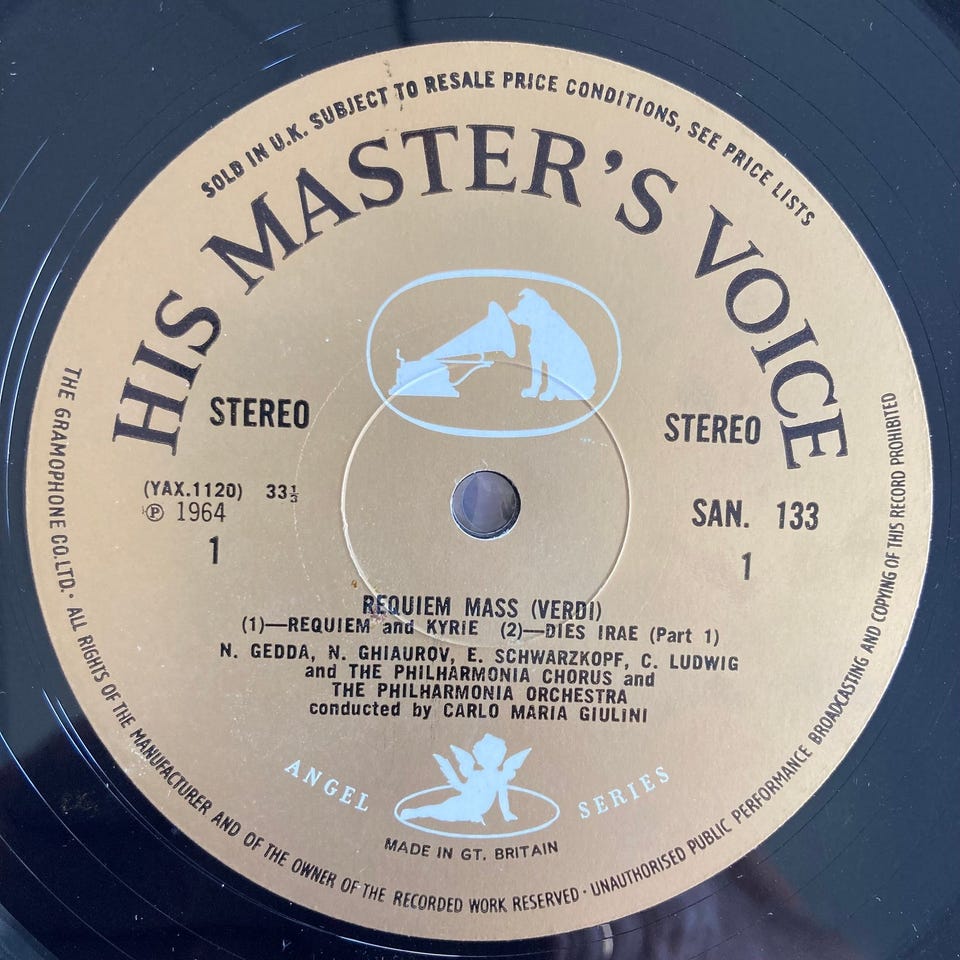 SOLD IN U.K. SUBJECT TO RESALE PRICE CONDITIONS, SEE PRICE LISTS
HIS MASTER'S VOICE
STEREO
STEREO
(YAX.1120) 33⅓
℗ 1964
1
SAN. 133
1
REQUIEM MASS (VERDI)
(1)—REQUIEM and KYRIE (2)—DIES IRAE (Part 1)
N. GEDDA, N. GHIAUROV, E. SCHWARZKOPF, C. LUDWIG
and THE PHILHARMONIA CHORUS and
THE PHILHARMONIA ORCHESTRA
conducted by CARLO MARIA GIULINI
ANGEL SERIES
MADE IN GT. BRITAIN
THE GRAMOPHONE CO. LTD. · ALL RIGHTS OF THE MANUFACTURER AND OF THE OWNER OF THE RECORDED WORK RESERVED · UNAUTHORISED PUBLIC PERFORMANCE BROADCASTING AND COPYING OF THIS RECORD PROHIBITED